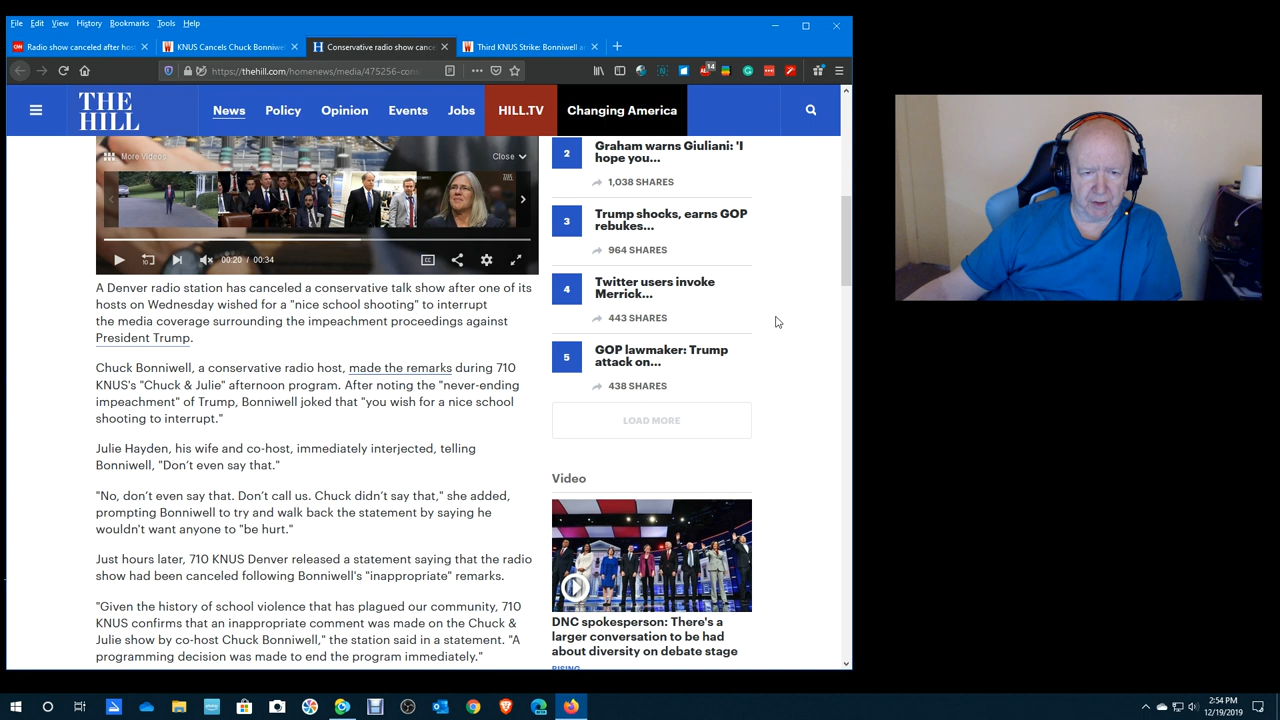 File Edit View History Bookmarks Tools Help
Radio show canceled after hos
KNUS Cancels Chuck Bonniwe
Conservative radio show cance
Third KNUS Strike: Bonniwell a
https://thehill.com/homenews/media/475256-con
14
THE
HILL
News Policy Opinion Events Jobs HILL.TV Changing America
More Videos
Close
00:20 / 00:34
CC
A Denver radio station has canceled a conservative talk show after one of its
hosts on Wednesday wished for a "nice school shooting" to interrupt
the media coverage surrounding the impeachment proceedings against
President Trump.
Chuck Bonniwell, a conservative radio host, made the remarks during 710
KNUS's "Chuck & Julie" afternoon program. After noting the "never-ending
impeachment" of Trump, Bonniwell joked that "you wish for a nice school
shooting to interrupt."
Julie Hayden, his wife and co-host, immediately interjected, telling
Bonniwell, "Don't even say that."
"No, don't even say that. Don't call us. Chuck didn't say that," she added,
prompting Bonniwell to try and walk back the statement by saying he
wouldn't want anyone to "be hurt."
Just hours later, 710 KNUS Denver released a statement saying that the radio
show had been canceled following Bonniwell's "inappropriate" remarks.
"Given the history of school violence that has plagued our community, 710
KNUS confirms that an inappropriate comment was made on the Chuck &
Julie show by co-host Chuck Bonniwell," the station said in a statement. "A
programming decision was made to end the program immediately."
2
Graham warns Giuliani: 'I
hope you...
1,038 SHARES
3
Trump shocks, earns GOP
rebukes...
964 SHARES
4
Twitter users invoke
Merrick...
443 SHARES
5
GOP lawmaker: Trump
attack on...
438 SHARES
LOAD MORE
Video
DNC spokesperson: There's a
larger conversation to be had
about diversity on debate stage
RISING
2:54 PM
12/19/2019